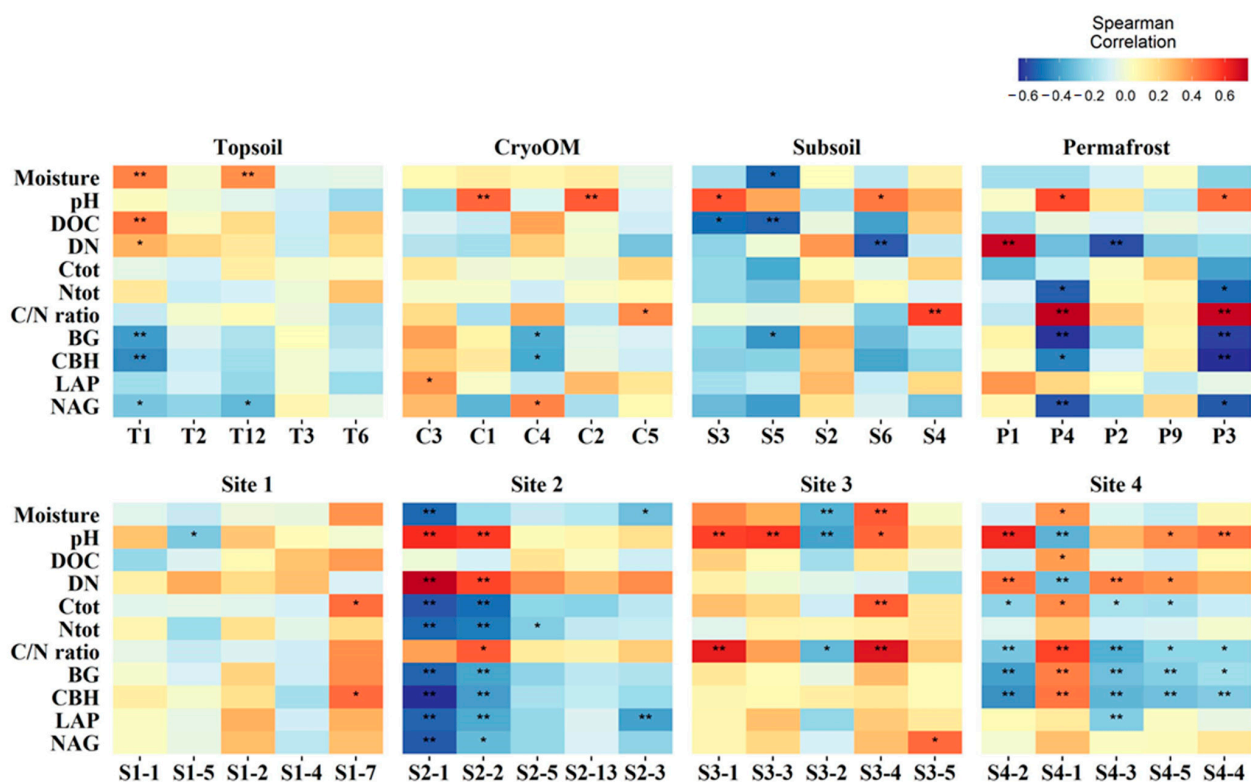 Spearman
Correlation
−0.6 −0.4 −0.2 0.0 0.2 0.4 0.6
Topsoil CryoOM Subsoil Permafrost
Moisture ** ** *
pH ** ** * * * *
DOC ** * **
DN * ** ** **
Ctot
Ntot * *
C/N ratio * ** ** **
BG ** * * ** **
CBH ** * * **
LAP *
NAG * * * ** *
T1 T2 T12 T3 T6 C3 C1 C4 C2 C5 S3 S5 S2 S6 S4 P1 P4 P2 P9 P3
Site 1 Site 2 Site 3 Site 4
Moisture ** * ** ** *
pH * ** ** ** ** ** * ** ** * **
DOC *
DN ** ** ** ** ** *
Ctot * ** ** ** * * * *
Ntot ** ** *
C/N ratio * ** * ** ** ** ** * *
BG ** ** ** ** ** ** *
CBH * ** ** ** ** ** ** **
LAP ** ** ** **
NAG ** * *
S1-1 S1-5 S1-2 S1-4 S1-7 S2-1 S2-2 S2-5 S2-13 S2-3 S3-1 S3-3 S3-2 S3-4 S3-5 S4-2 S4-1 S4-3 S4-5 S4-4